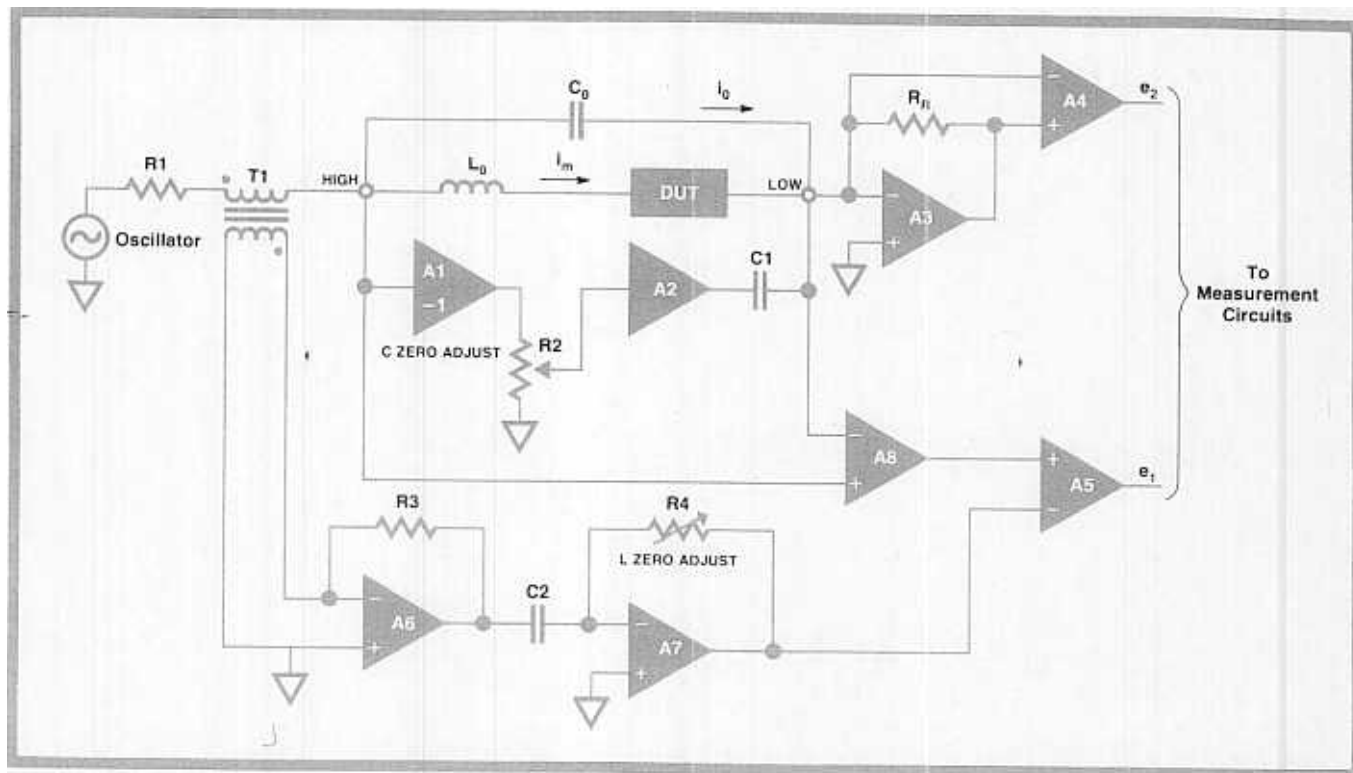 C₀
i₀
R1
T1
HIGH
L₀
iₘ
DUT
LOW
Rᵣ
−
A4
+
e₂
Oscillator
−
A3
+
A1
−1
C ZERO ADJUST
R2
A2
C1
To
Measurement
Circuits
−
A8
+
+
A5
−
e₁
R3
R4
L ZERO ADJUST
−
A6
+
C2
−
A7
+